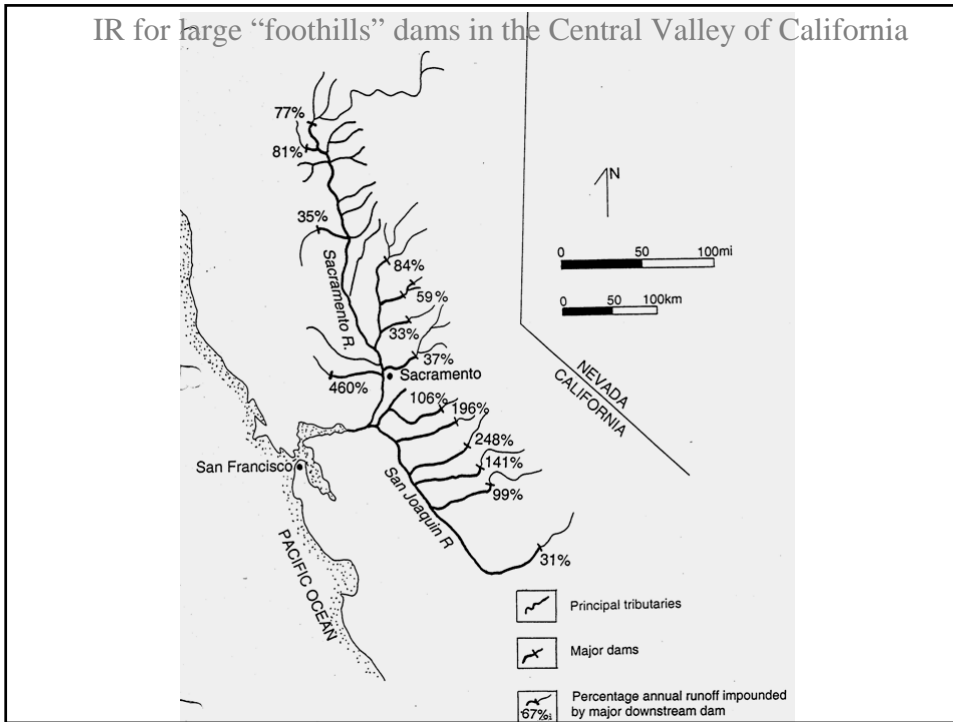 IR for large “foothills” dams in the Central Valley of California
77%
81%
N
35%
0 50 100mi
Sacramento R.
84%
59%
0 50 100km
33%
37%
Sacramento
460%
NEVADA
CALIFORNIA
106%
196%
248%
141%
San Francisco
99%
San Joaquin R
31%
PACIFIC OCEAN
Principal tributaries
Major dams
Percentage annual runoff impounded
67%
by major downstream dam